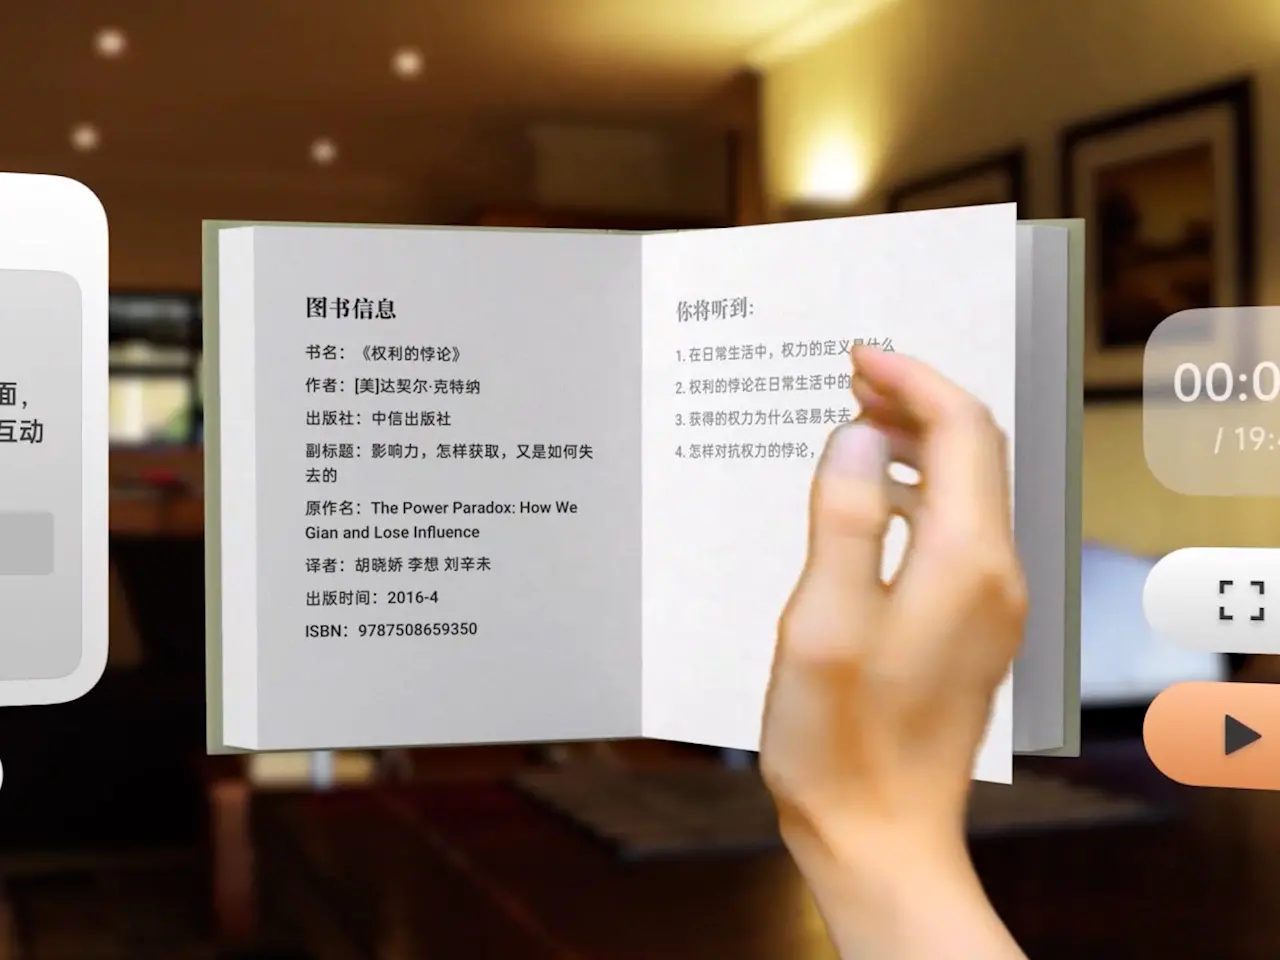 面，
互动
图书信息
书名：《权利的悖论》
作者：[美]达契尔·克特纳
出版社：中信出版社
副标题：影响力，怎样获取，又是如何失
去的
原作名：The Power Paradox: How We
Gian and Lose Influence
译者：胡晓娇 李想 刘辛未
出版时间：2016-4
ISBN：9787508659350
你将听到：
1. 在日常生活中，权力的定义是什么
2. 权利的悖论在日常生活中的
3. 获得的权力为什么容易失去
4. 怎样对抗权力的悖论，
00:0
/ 19: